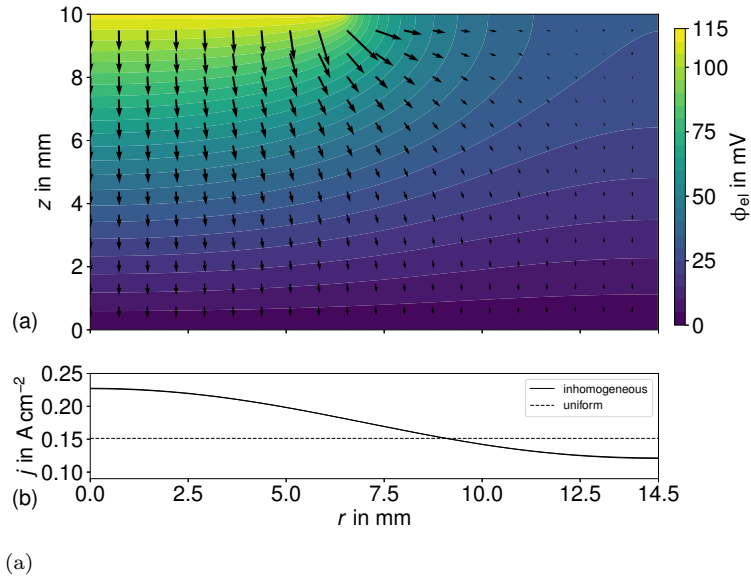 10
8
6
4
2
0
z in mm
(a)
115
100
75
50
25
0
ϕel in mV
0.25
0.20
0.15
0.10
j in A cm−2
inhomogeneous
uniform
(b)
0.0 2.5 5.0 7.5 10.0 12.5 14.5
r in mm
(a)